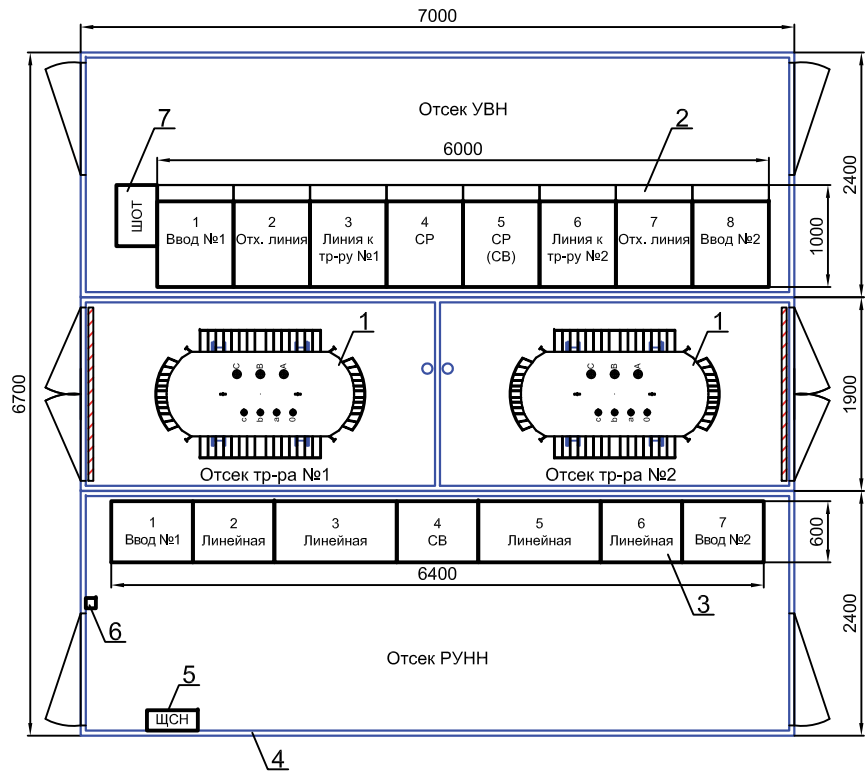 7000
Отсек УВН
7
2
6000
2400
ШОТ
1
Ввод №1
2
Отх. линия
3
Линия к
тр-ру №1
4
СР
5
СР
(СВ)
6
Линия к
тр-ру №2
7
Отх. линия
8
Ввод №2
1000
6700
1
1
C B A
C B A
c b a 0
c b a 0
1900
Отсек тр-ра №1
Отсек тр-ра №2
1
Ввод №1
2
Линейная
3
Линейная
4
СВ
5
Линейная
6
Линейная
7
Ввод №2
600
6400
3
6
2400
Отсек РУНН
5
ЩСН
4